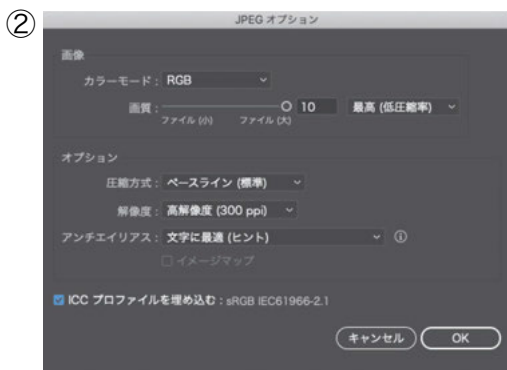 ②
JPEG オプション
画像
カラーモード : RGB
画質 : 10 最高 (低圧縮率)
ファイル (小) ファイル (大)
オプション
圧縮方式 : ベースライン (標準)
解像度 : 高解像度 (300 ppi)
アンチエイリアス : 文字に最適 (ヒント)
イメージマップ
ICC プロファイルを埋め込む : sRGB IEC61966-2.1
キャンセル OK